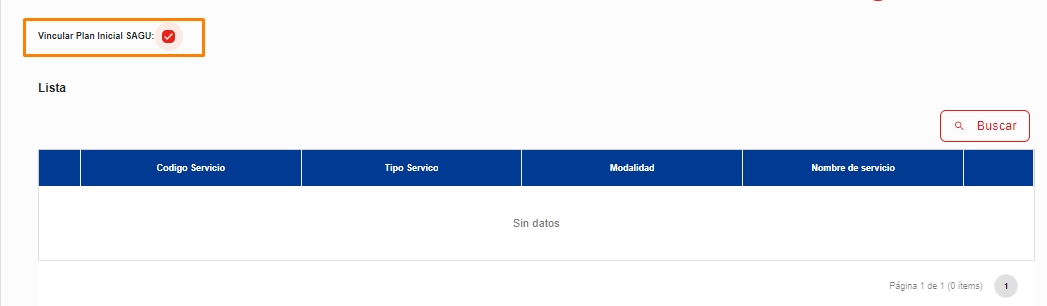 Vincular Plan Inicial SAGU:
Lista
Buscar
Codigo Servicio Tipo Servico Modalidad Nombre de servicio
Sin datos
Página 1 de 1 (0 ítems) 1